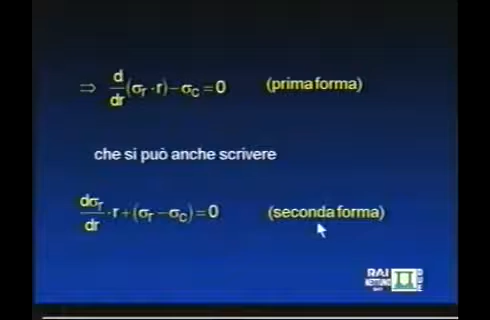 ⇒ d/dr (σr · r) − σc = 0 (prima forma)
che si può anche scrivere
dσr/dr · r + (σr − σc) = 0 (seconda forma)
RAI
NETTUNO